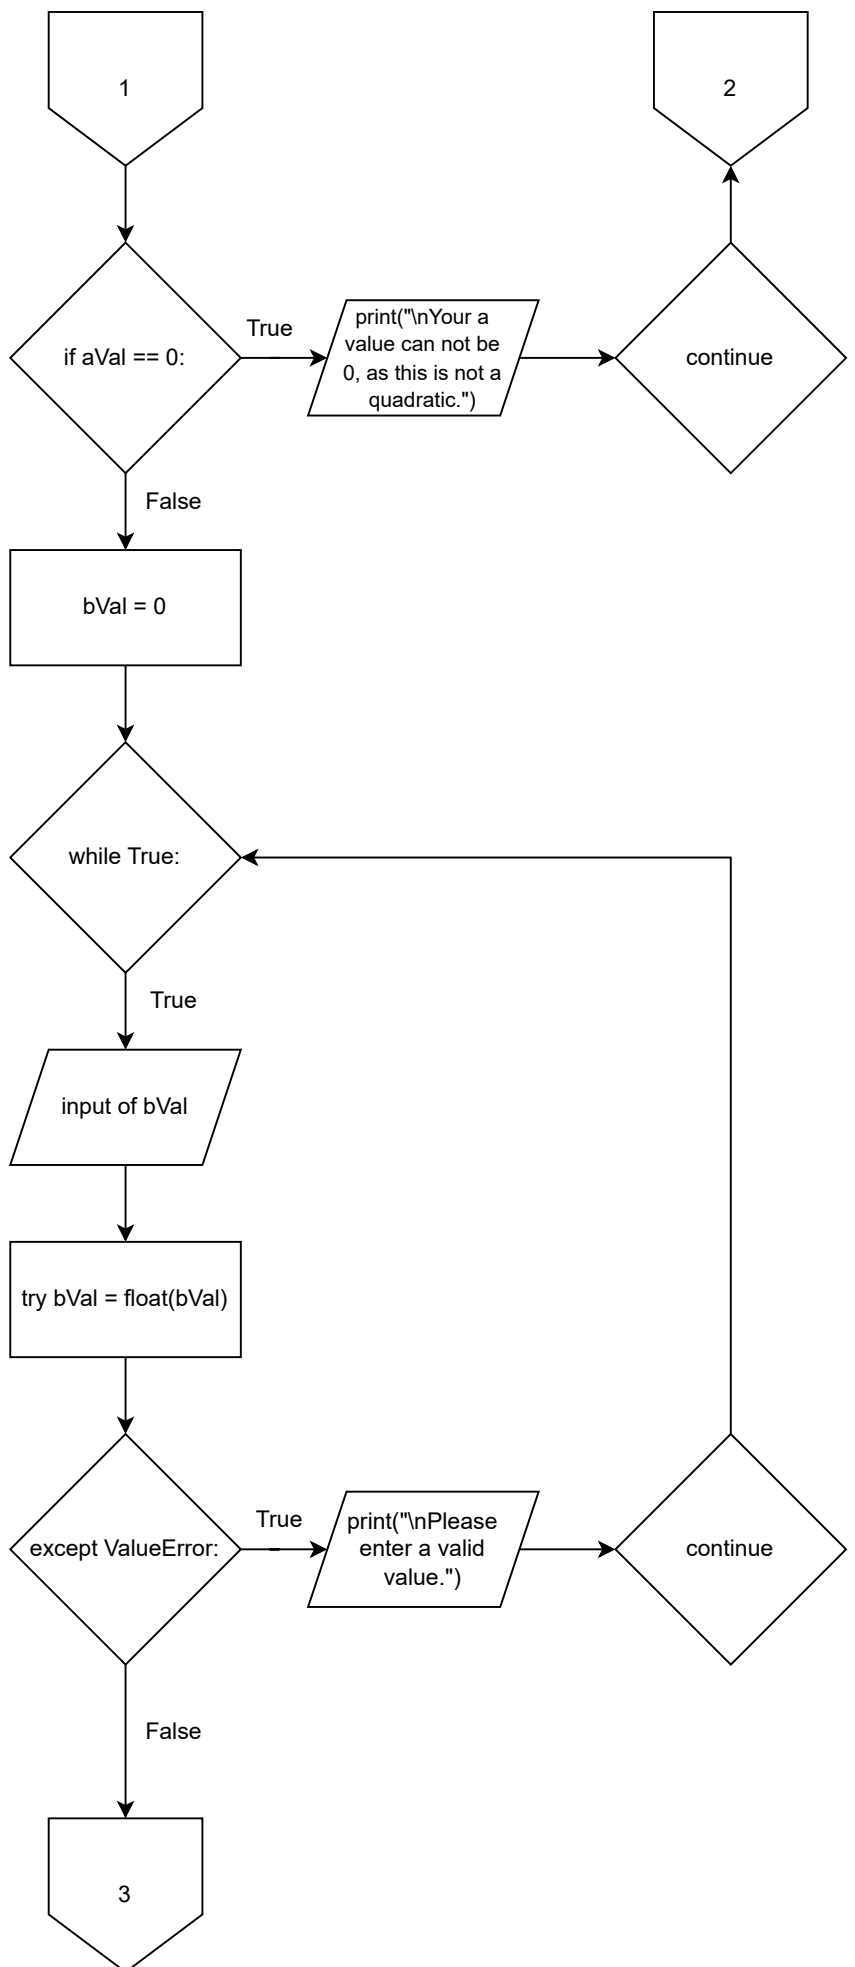 1
2
if aVal == 0:
True
print("\nYour a
value can not be
0, as this is not a
quadratic.")
continue
False
bVal = 0
while True:
True
input of bVal
try bVal = float(bVal)
except ValueError:
True
print("\nPlease
enter a valid
value.")
continue
False
3